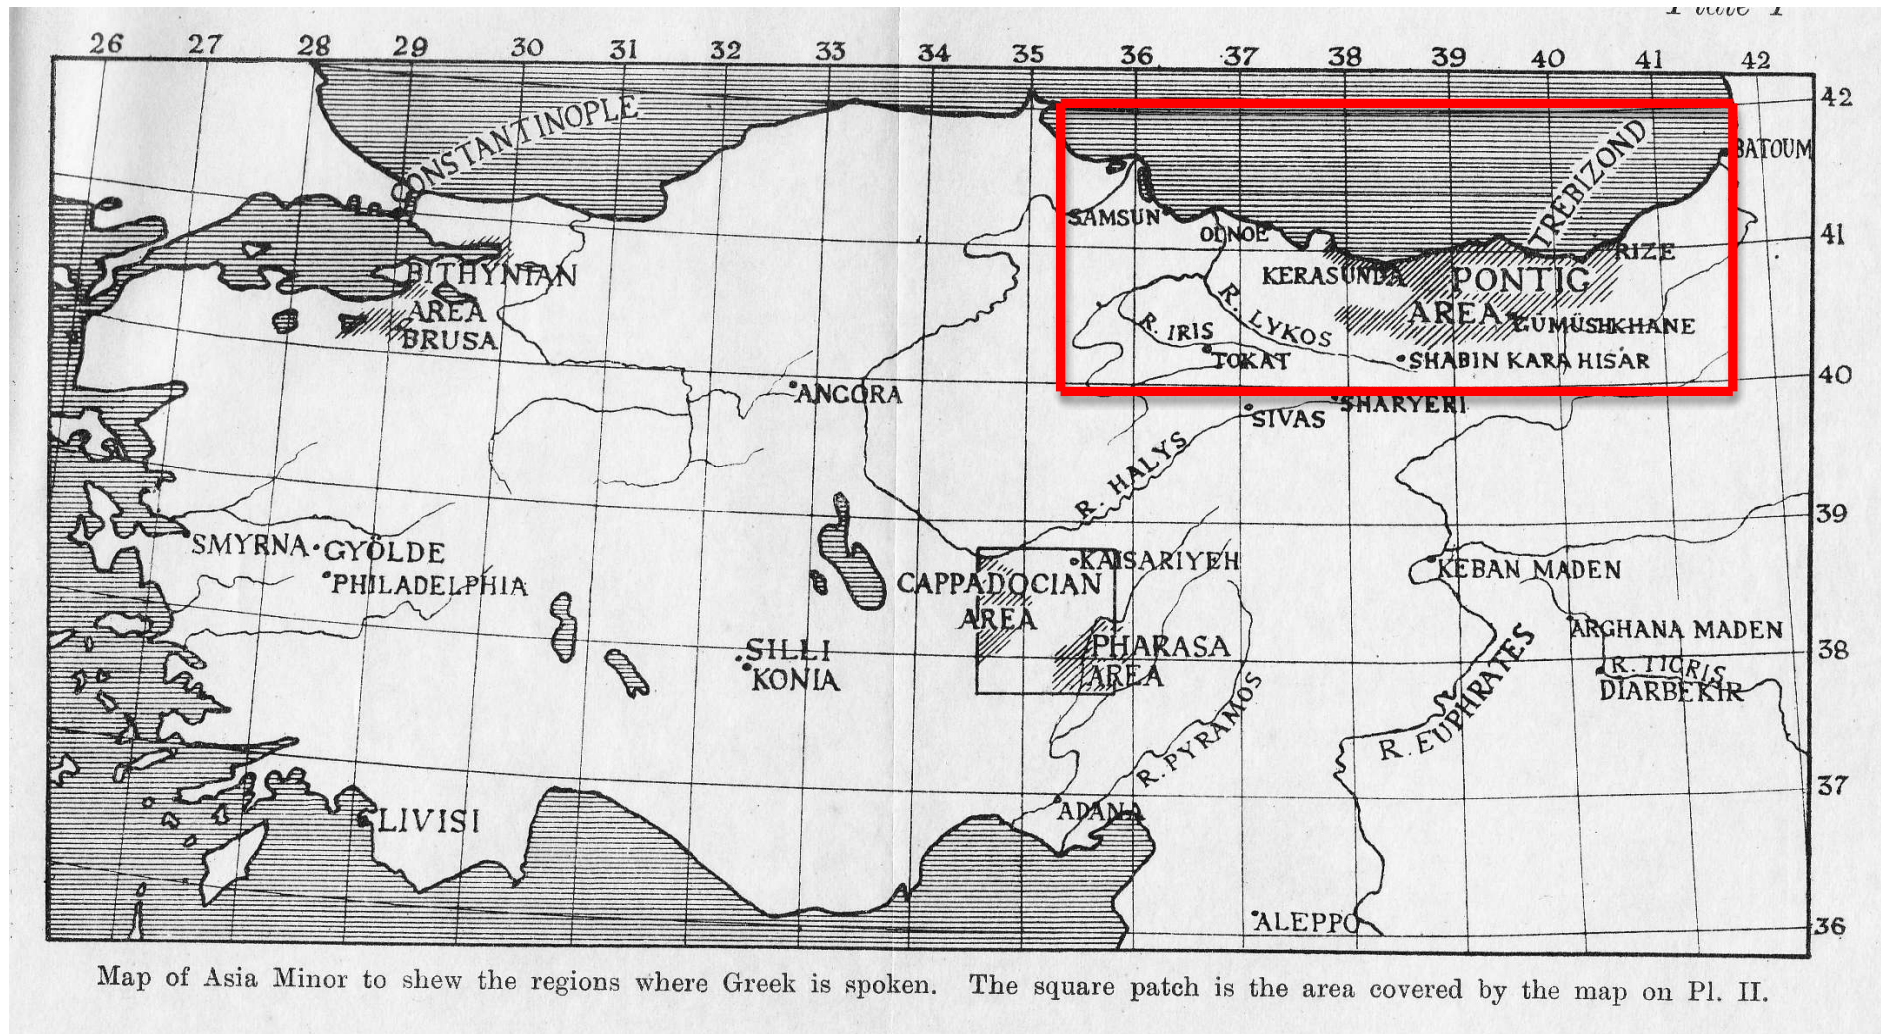 Plate I
26 27 28 29 30 31 32 33 34 35 36 37 38 39 40 41 42
42
CONSTANTINOPLE
TREBIZOND
BATOUM
SAMSUN
OINOE
41
RIZE
BITHYNIAN
AREA
BRUSA
KERASUNDA
PONTIC
AREA
GÜMÜSHKHANE
R. LYKOS
R. IRIS
TOKAT
SHABIN KARA HISAR
40
ANGORA
SHARYERI
SIVAS
R. HALYS
39
SMYRNA
GYÖLDE
PHILADELPHIA
KAISARIYEH
KEBAN MADEN
CAPPADOCIAN
AREA
ARGHANA MADEN
SILLI
KONIA
PHARASA
AREA
38
R. TIGRIS
DIARBEKIR
R. EUPHRATES
R. PYRAMOS
37
ADANA
LIVISI
ALEPPO
36
Map of Asia Minor to shew the regions where Greek is spoken. The square patch is the area covered by the map on Pl. II.